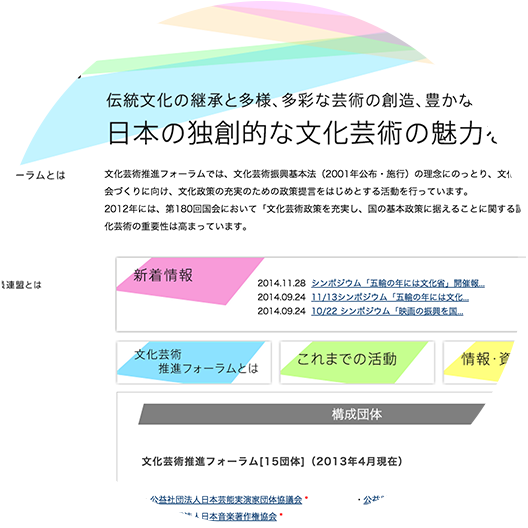 伝統文化の継承と多様、多彩な芸術の創造、豊かな
日本の独創的な文化芸術の魅力
ーラムとは
文化芸術推進フォーラムでは、文化芸術振興基本法（2001年公布・施行）の理念にのっとり、文化
会づくりに向け、文化政策の充実のための政策提言をはじめとする活動を行っています。
2012年には、第180回国会において「文化芸術政策を充実し、国の基本政策に据えることに関する
化芸術の重要性は高まっています。
連盟とは
新着情報
2014.11.28 シンポジウム「五輪の年には文化省」開催報...
2014.09.24 11/13シンポジウム「五輪の年には文化...
2014.09.24 10/22 シンポジウム「映画の振興を国...
文化芸術
推進フォーラムとは
これまでの活動
情報・資
構成団体
文化芸術推進フォーラム[15団体]（2013年4月現在）
公益社団法人日本芸能実演家団体協議会 *
・公益
法人日本音楽著作権協会 *